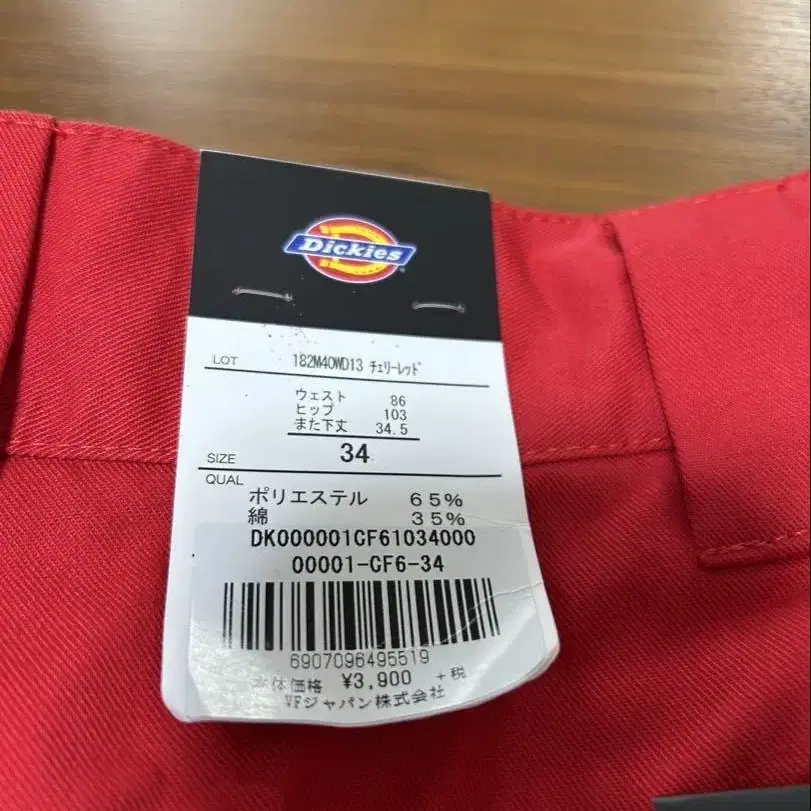 Dickies
LOT 182M40WD13 ﾁｪﾘｰﾚｯﾄﾞ
ウェスト 86
ヒップ 103
また下丈 34.5
SIZE 34
QUAL
ポリエステル 65%
綿 35%
DK000001CF61034000
00001-CF6-34
6907096495519
本体価格 ¥3,900 +税
VFジャパン株式会社